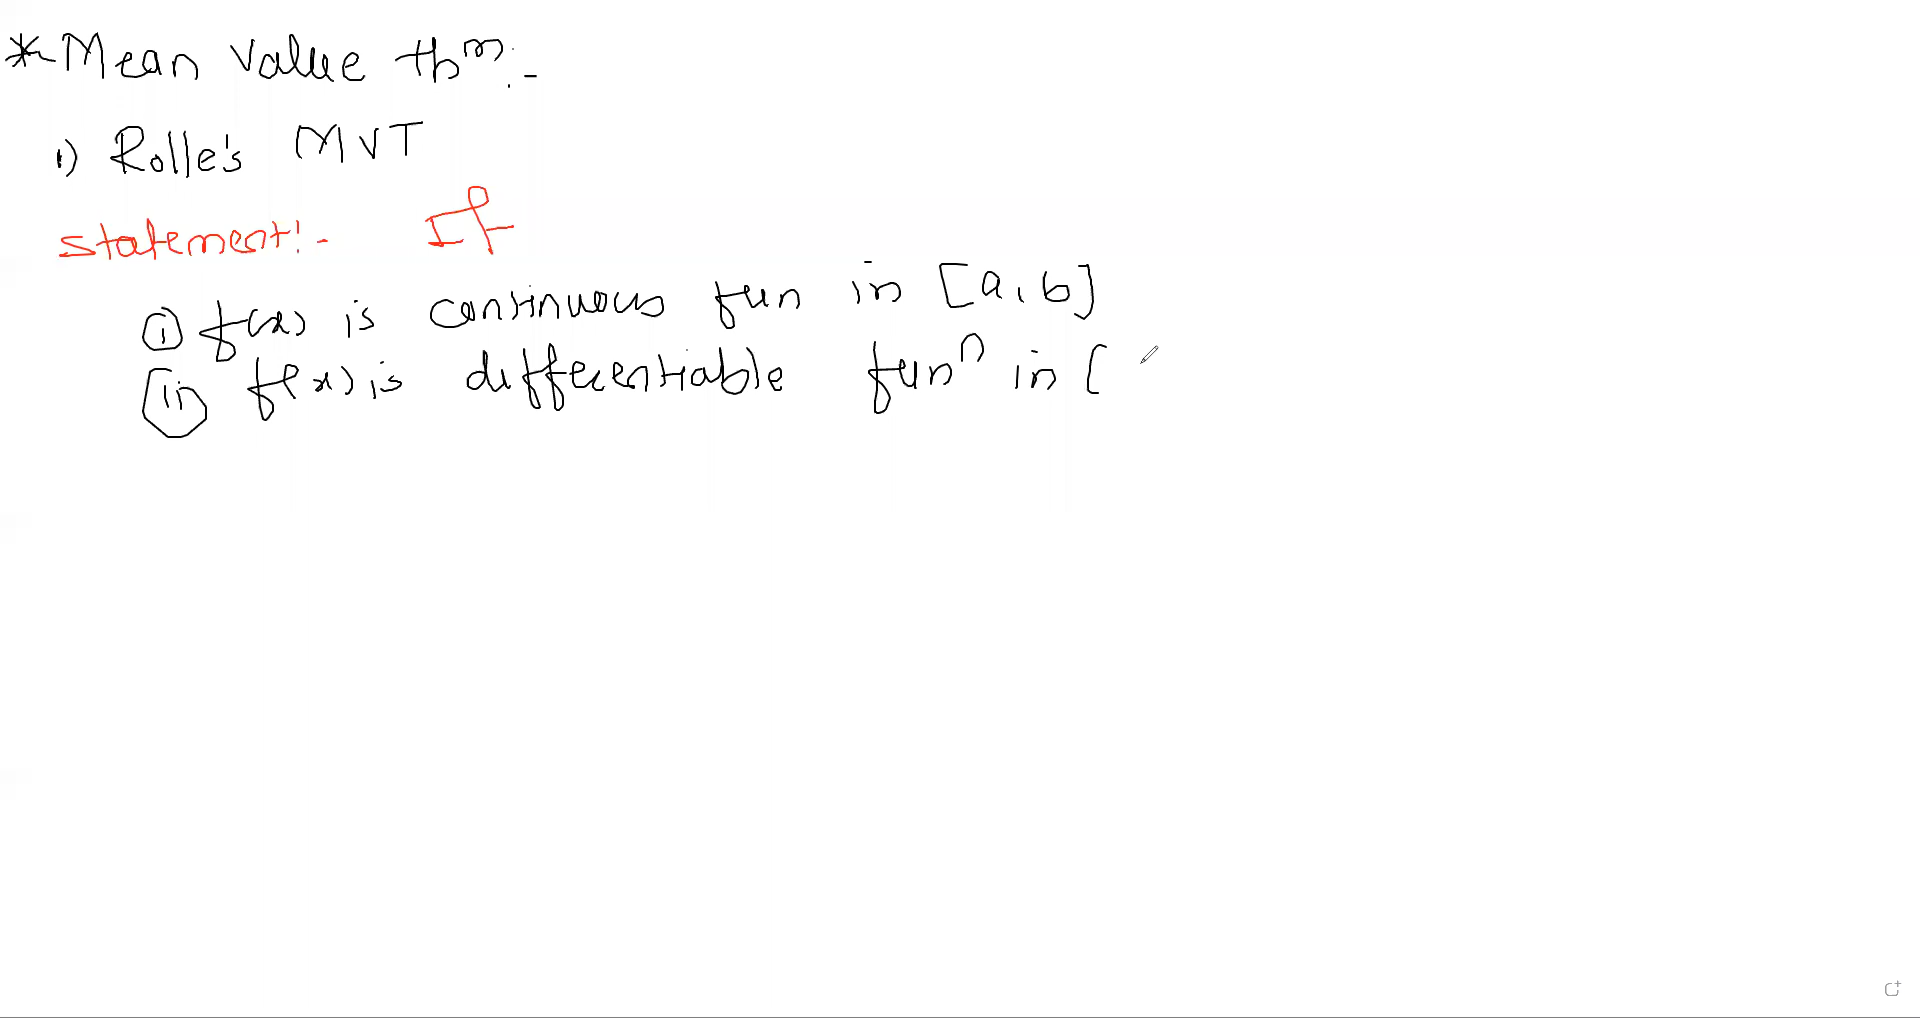 * Mean value thm:-
1) Rolle's MVT
statement:- If
(i) f(x) is continuous fun in [a, b]
(ii) f(x) is differentiable funn in (